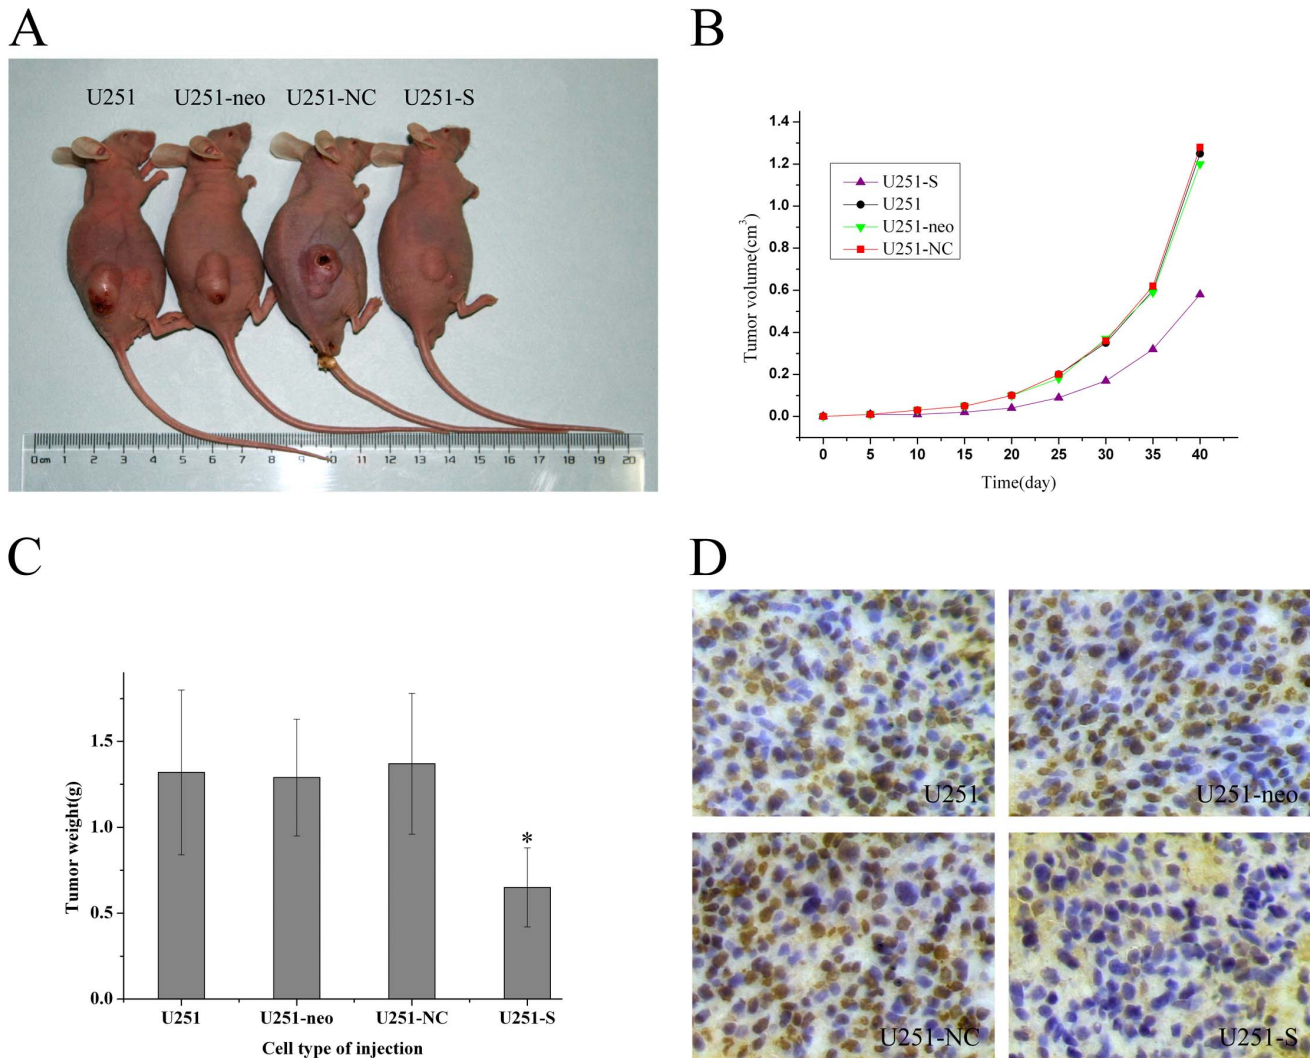 A
U251 U251-neo U251-NC U251-S
0 cm 1 2 3 4 5 6 7 8 9 10 11 12 13 14 15 16 17 18 19 20
B
Tumor volume(cm³)
1.4
1.2
1.0
0.8
0.6
0.4
0.2
0.0
U251-S
U251
U251-neo
U251-NC
0 5 10 15 20 25 30 35 40
Time(day)
C
Tumor weight(g)
1.5
1.0
0.5
0.0
*
U251 U251-neo U251-NC U251-S
Cell type of injection
D
U251
U251-neo
U251-NC
U251-S